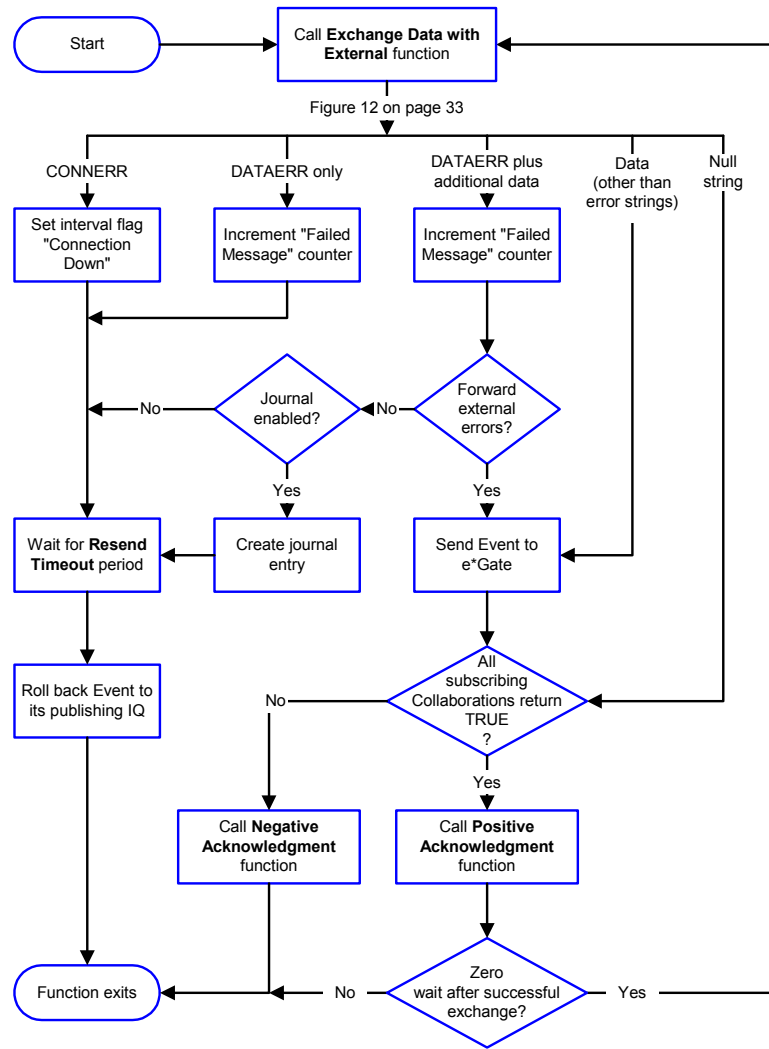 Start
Call Exchange Data with
External function
Figure 12 on page 33
CONNERR
DATAERR only
DATAERR plus
additional data
Data
(other than
error strings)
Null
string
Set interval flag
"Connection
Down"
Increment "Failed
Message" counter
Increment "Failed
Message" counter
No
Journal
enabled?
No
Forward
external
errors?
Yes
Yes
Wait for Resend
Timeout period
Create journal
entry
Send Event to
e*Gate
Roll back Event to
its publishing IQ
No
All
subscribing
Collaborations return
TRUE
?
Yes
Call Negative
Acknowledgment
function
Call Positive
Acknowledgment
function
Function exits
No
Zero
wait after successful
exchange?
Yes